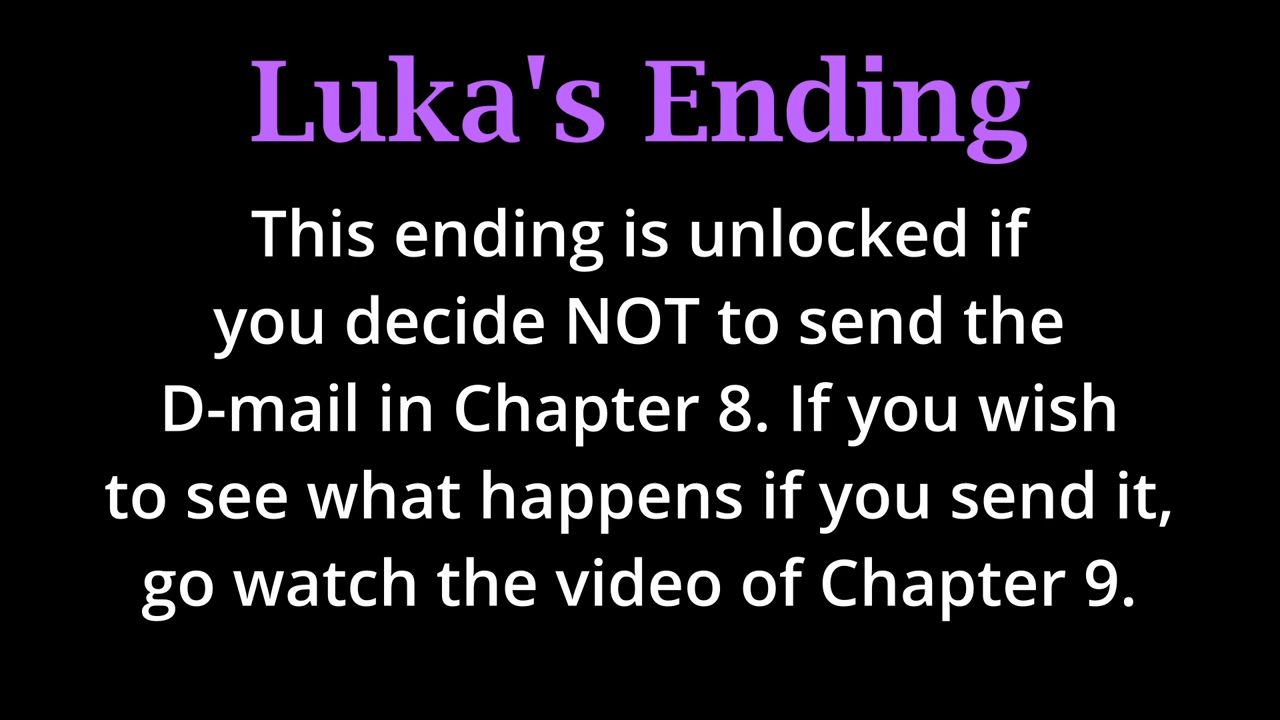 Luka's Ending
This ending is unlocked if
you decide NOT to send the
D-mail in Chapter 8. If you wish
to see what happens if you send it,
go watch the video of Chapter 9.